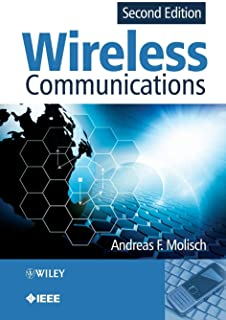 Second Edition
Wireless
Communications
Andreas F. Molisch
WILEY
IEEE